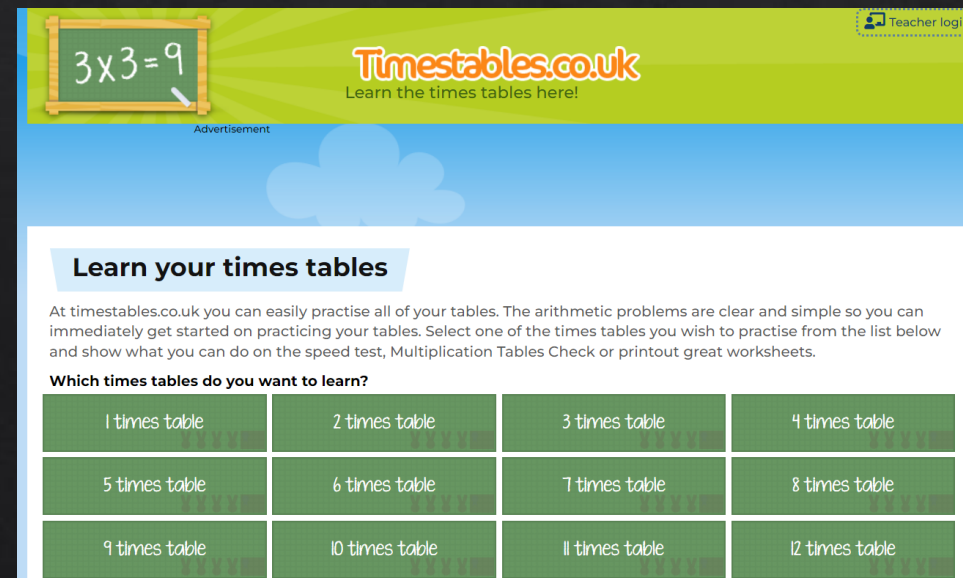 3x3=9
Teacher logi
Timestables.co.uk
Learn the times tables here!
Advertisement
Learn your times tables
At timestables.co.uk you can easily practise all of your tables. The arithmetic problems are clear and simple so you can
immediately get started on practicing your tables. Select one of the times tables you wish to practise from the list below
and show what you can do on the speed test, Multiplication Tables Check or printout great worksheets.
Which times tables do you want to learn?
1 times table 2 times table 3 times table 4 times table
5 times table 6 times table 7 times table 8 times table
9 times table 10 times table 11 times table 12 times table